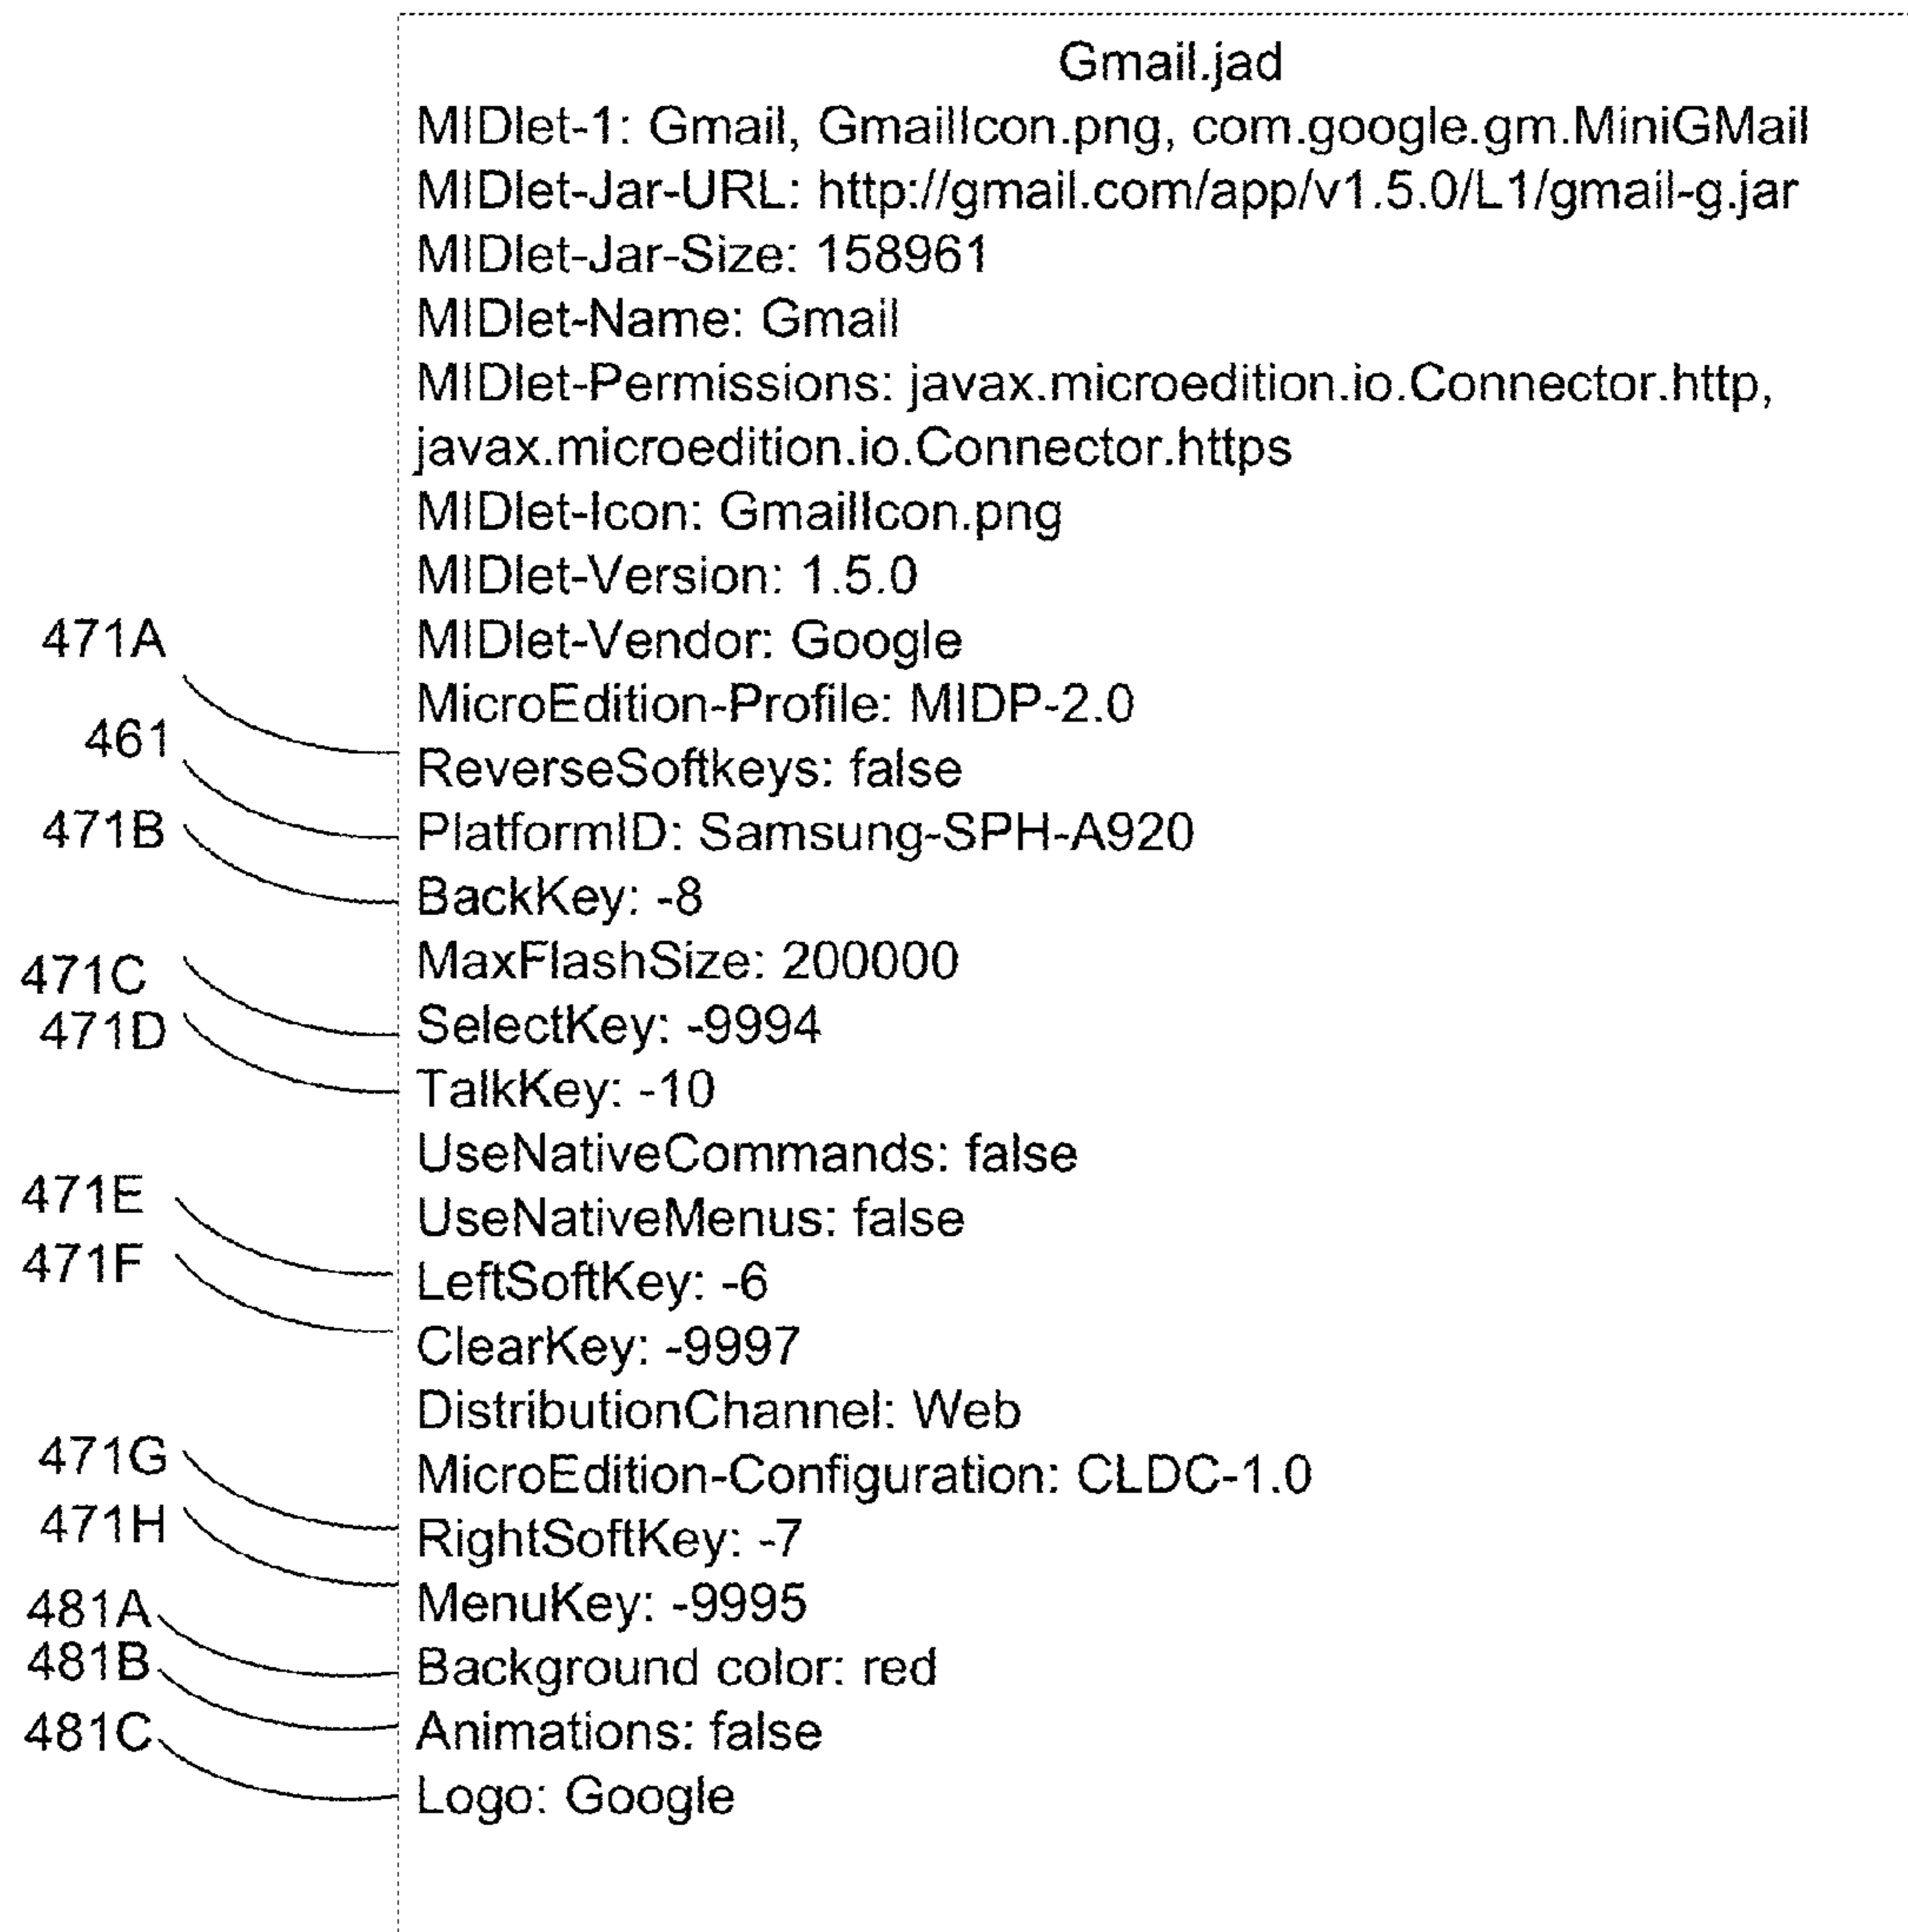 Gmail.jad
MIDlet-1: Gmail, GmailIcon.png, com.google.gm.MiniGMail
MIDlet-Jar-URL: http://gmail.com/app/v1.5.0/L1/gmail-g.jar
MIDlet-Jar-Size: 158961
MIDlet-Name: Gmail
MIDlet-Permissions: javax.microedition.io.Connector.http,
javax.microedition.io.Connector.https
MIDlet-Icon: GmailIcon.png
MIDlet-Version: 1.5.0
471A
MIDlet-Vendor: Google
MicroEdition-Profile: MIDP-2.0
461
ReverseSoftkeys: false
471B
PlatformID: Samsung-SPH-A920
BackKey: -8
471C
MaxFlashSize: 200000
471D
SelectKey: -9994
TalkKey: -10
UseNativeCommands: false
471E
UseNativeMenus: false
471F
LeftSoftKey: -6
ClearKey: -9997
DistributionChannel: Web
471G
MicroEdition-Configuration: CLDC-1.0
471H
RightSoftKey: -7
481A
MenuKey: -9995
481B
Background color: red
481C
Animations: false
Logo: Google